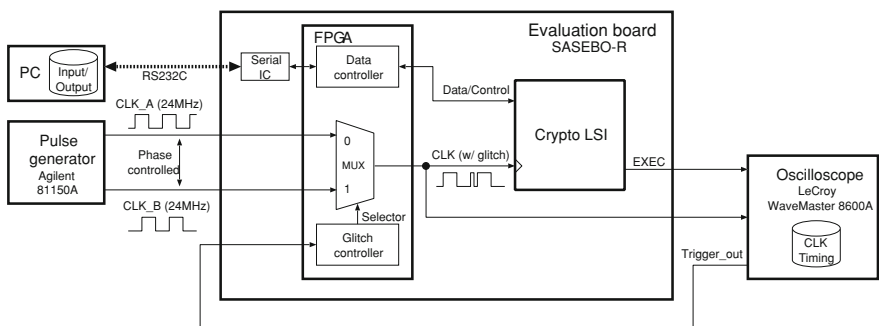 PC
Input/
Output
RS232C
Serial
IC
FPGA
Data
controller
Evaluation board
SASEBO-R
Data/Control
Crypto LSI
CLK_A (24MHz)
Pulse
generator
Agilent
81150A
Phase
controlled
CLK_B (24MHz)
0
MUX
1
Selector
Glitch
controller
CLK (w/ glitch)
EXEC
Oscilloscope
LeCroy
WaveMaster 8600A
CLK
Timing
Trigger_out